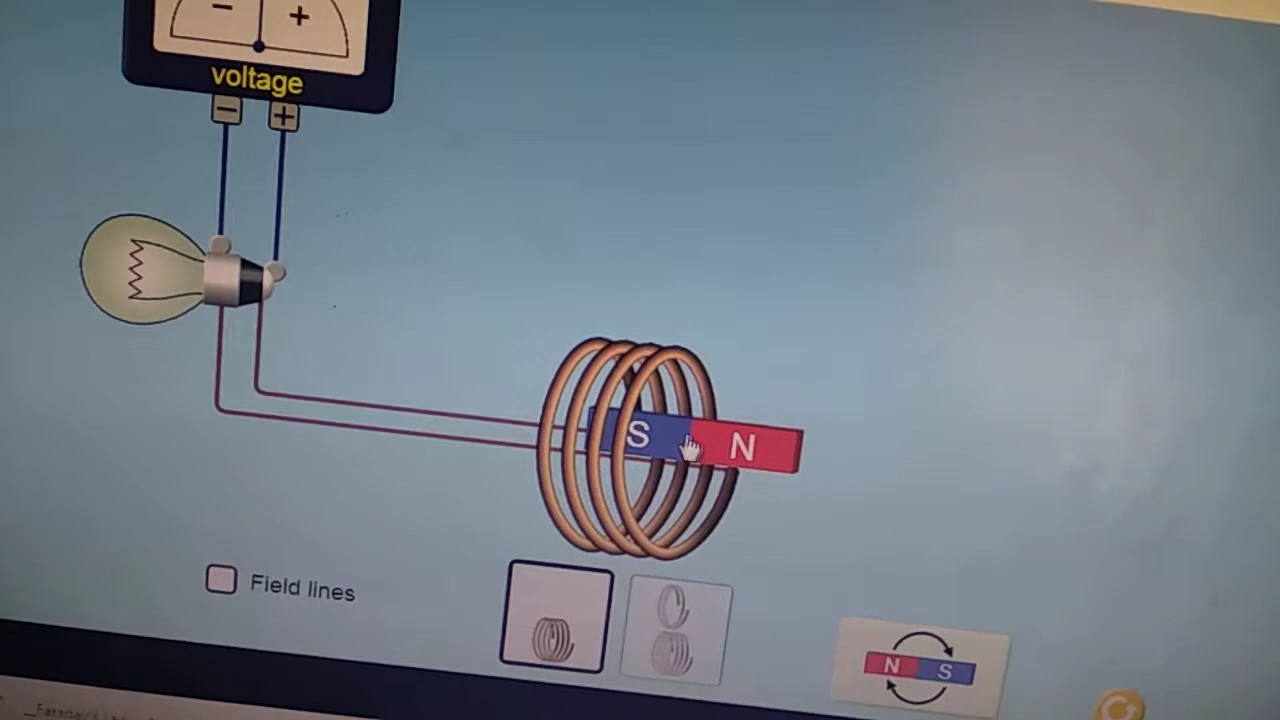 − +
voltage
− +
S N
Field lines
N S